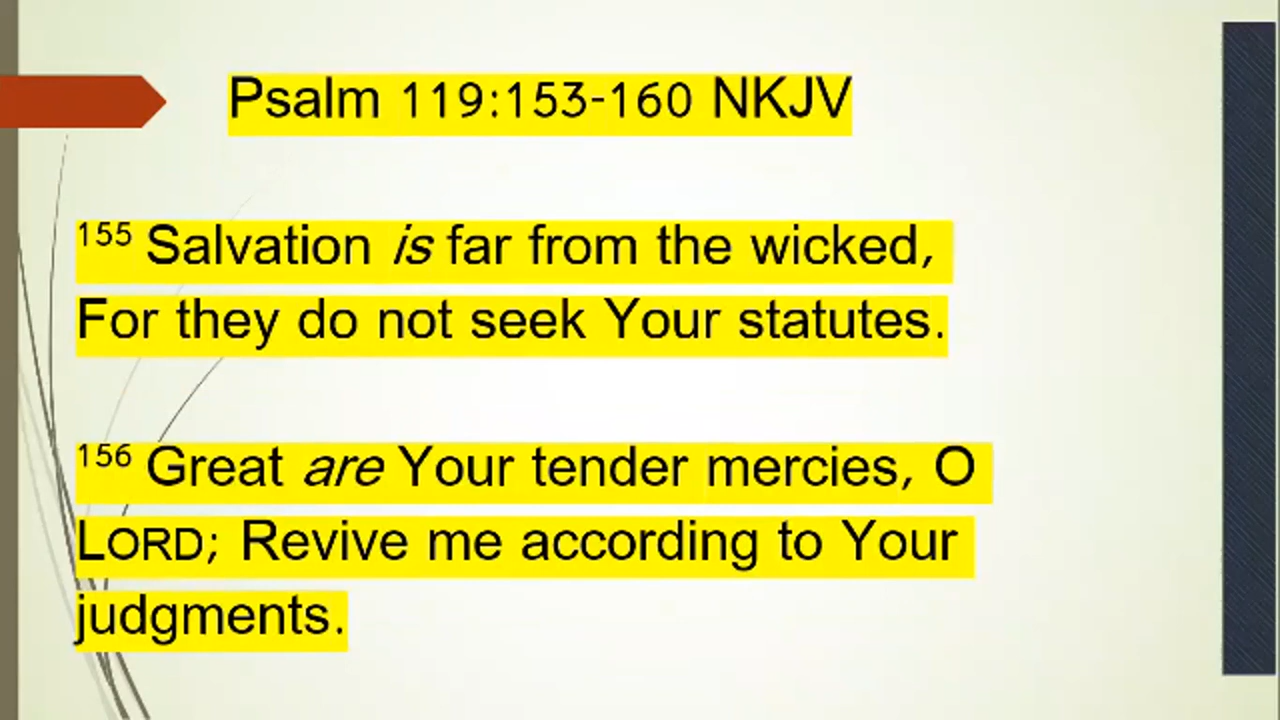 Psalm 119:153-160 NKJV
155 Salvation is far from the wicked,
For they do not seek Your statutes.
156 Great are Your tender mercies, O
LORD; Revive me according to Your
judgments.